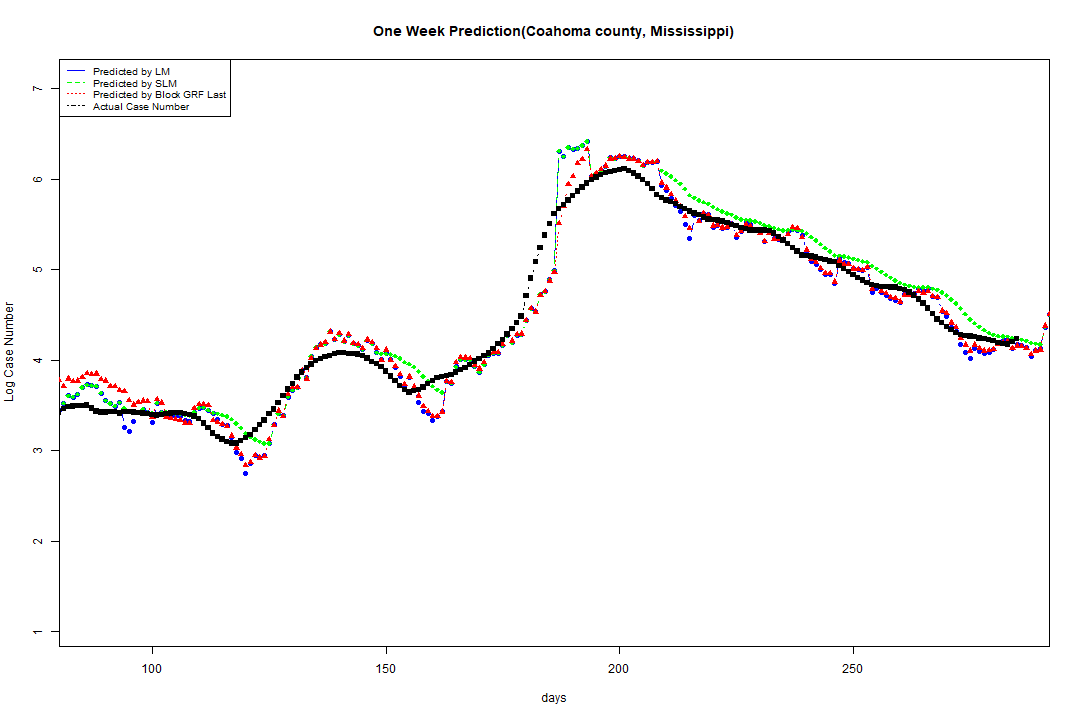 One Week Prediction(Coahoma county, Mississippi)
Predicted by LM
Predicted by SLM
Predicted by Block GRF Last
Actual Case Number
7
6
5
4
3
2
1
Log Case Number
100 150 200 250
days